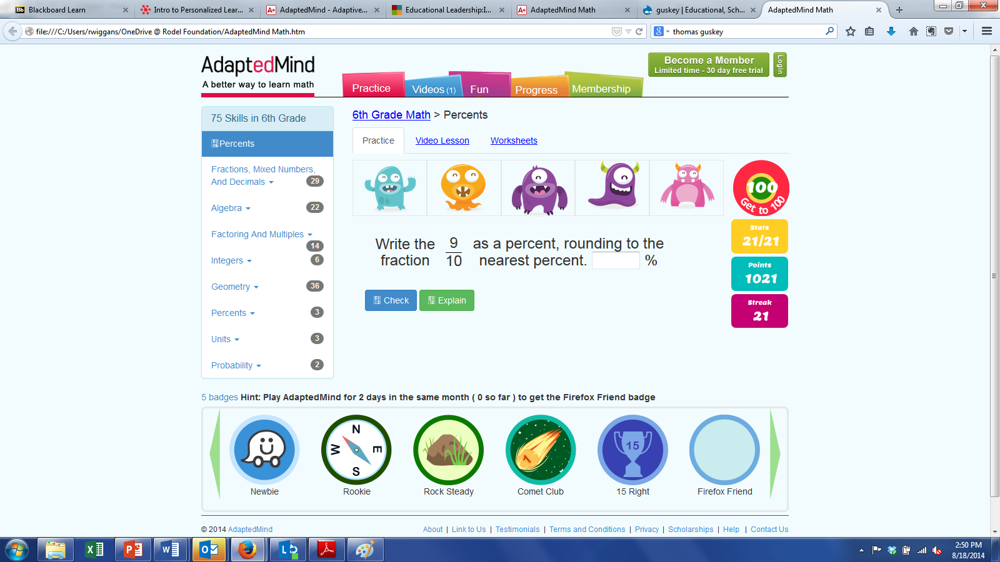 Blackboard Learn
Intro to Personalized Lear...
AdaptedMind - Adaptive...
Educational Leadership:I...
AdaptedMind Math
guskey | Educational, Sch...
AdaptedMind Math
file:///C:/Users/rwiggans/OneDrive @ Rodel Foundation/AdaptedMind Math.htm
thomas guskey
AdaptedMind
A better way to learn math
Practice
Videos (1)
Fun
Progress
Membership
Become a Member
Limited time - 30 day free trial
Login
75 Skills in 6th Grade
Percents
Fractions, Mixed Numbers,
And Decimals 29
Algebra 22
Factoring And Multiples
14
Integers 6
Geometry 36
Percents 3
Units 3
Probability 2
6th Grade Math > Percents
Practice Video Lesson Worksheets
100
Get to 100
Stats
21/21
Points
1021
Streak
21
Write the fraction 9/10 as a percent, rounding to the
nearest percent. %
Check Explain
5 badges Hint: Play AdaptedMind for 2 days in the same month ( 0 so far ) to get the Firefox Friend badge
N
W E
S
7
15
Newbie Rookie Rock Steady Comet Club 15 Right Firefox Friend
© 2014 AdaptedMind
About | Link to Us | Testimonials | Terms and Conditions | Privacy | Scholarships | Help | Contact Us
2:50 PM
8/18/2014